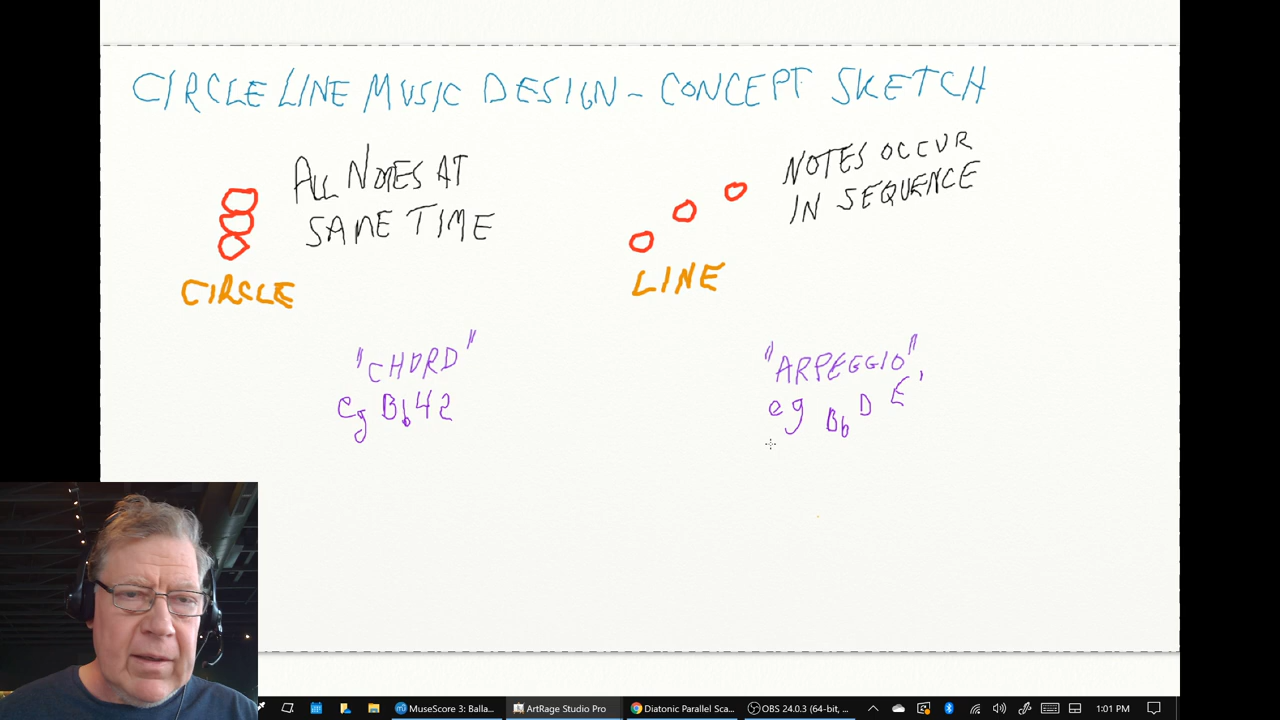 CIRCLE LINE MUSIC DESIGN - CONCEPT SKETCH
ALL NOTES AT
SAME TIME
CIRCLE
NOTES OCCUR
IN SEQUENCE
LINE
"CHORD"
eg Bb42
"ARPEGGIO",
eg Bb D E
MuseScore 3: Balla... ArtRage Studio Pro Diatonic Parallel Sca... OBS 24.0.3 (64-bit, ... 1:01 PM